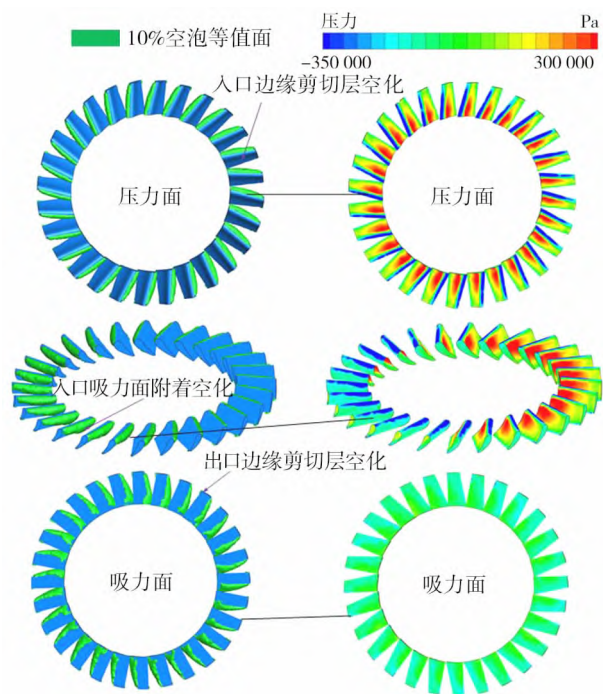 10%空泡等值面
压力
Pa
-350 000
300 000
入口边缘剪切层空化
压力面
压力面
入口吸力面附着空化
出口边缘剪切层空化
吸力面
吸力面